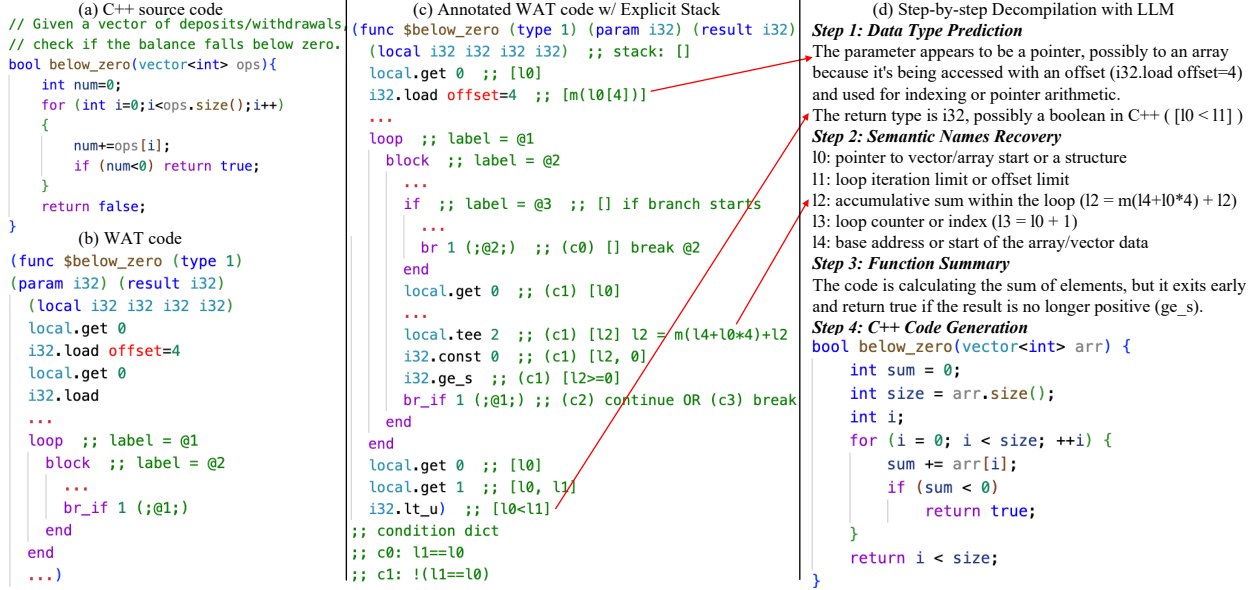 (a) C++ source code
// Given a vector of deposits/withdrawals,
// check if the balance falls below zero.
bool below_zero(vector<int> ops){
int num=0;
for (int i=0;i<ops.size();i++)
{
num+=ops[i];
if (num<0) return true;
}
return false;
}
(b) WAT code
(func $below_zero (type 1)
(param i32) (result i32)
(local i32 i32 i32 i32)
local.get 0
i32.load offset=4
local.get 0
i32.load
...
loop ;; label = @1
block ;; label = @2
...
br_if 1 (;@1;)
end
end
...)
(c) Annotated WAT code w/ Explicit Stack
(func $below_zero (type 1) (param i32) (result i32)
(local i32 i32 i32 i32) ;; stack: []
local.get 0 ;; [l0]
i32.load offset=4 ;; [m(l0[4])]
...
loop ;; label = @1
block ;; label = @2
...
if ;; label = @3 ;; [] if branch starts
...
br 1 (;@2;) ;; (c0) [] break @2
end
local.get 0 ;; (c1) [l0]
...
local.tee 2 ;; (c1) [l2] l2 = m(l4+l0*4)+l2
i32.const 0 ;; (c1) [l2, 0]
i32.ge_s ;; (c1) [l2>=0]
br_if 1 (;@1;) ;; (c2) continue OR (c3) break
end
end
local.get 0 ;; [l0]
local.get 1 ;; [l0, l1]
i32.lt_u) ;; [l0<l1]
;; condition dict
;; c0: l1==l0
;; c1: !(l1==l0)
(d) Step-by-step Decompilation with LLM
Step 1: Data Type Prediction
The parameter appears to be a pointer, possibly to an array
because it's being accessed with an offset (i32.load offset=4)
and used for indexing or pointer arithmetic.
The return type is i32, possibly a boolean in C++ ( [l0 < l1] )
Step 2: Semantic Names Recovery
l0: pointer to vector/array start or a structure
l1: loop iteration limit or offset limit
l2: accumulative sum within the loop (l2 = m(l4+l0*4) + l2)
l3: loop counter or index (l3 = l0 + 1)
l4: base address or start of the array/vector data
Step 3: Function Summary
The code is calculating the sum of elements, but it exits early
and return true if the result is no longer positive (ge_s).
Step 4: C++ Code Generation
bool below_zero(vector<int> arr) {
int sum = 0;
int size = arr.size();
int i;
for (i = 0; i < size; ++i) {
sum += arr[i];
if (sum < 0)
return true;
}
return i < size;
}